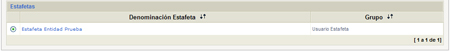 Estafetas
Denominación Estafeta Grupo
Estafeta Entidad Prueba Usuario Estafeta
[ 1 a 1 de 1]